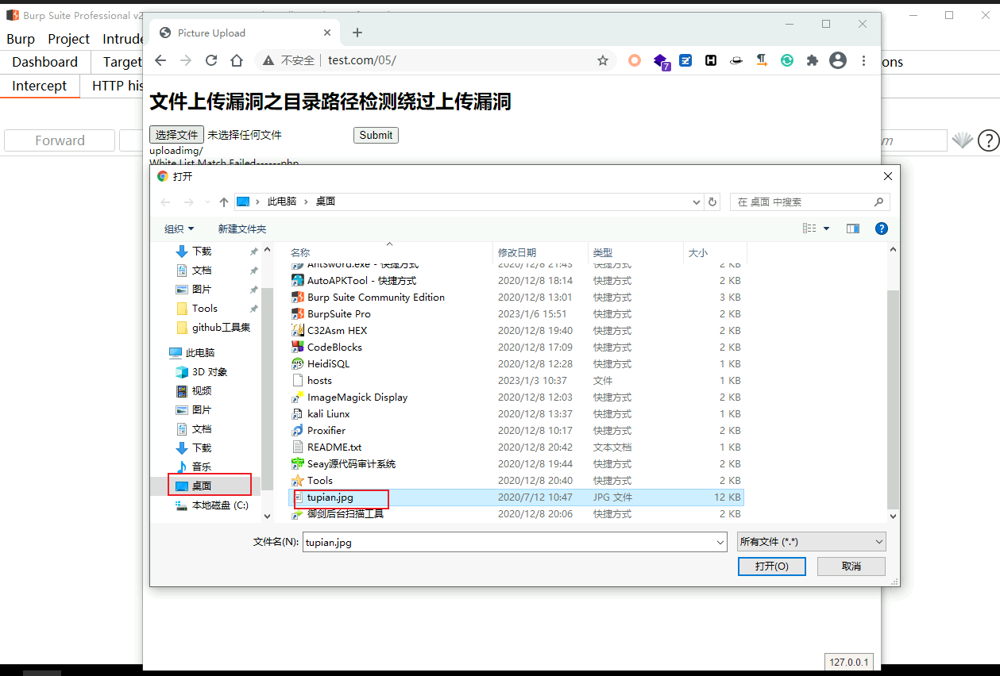 Burp Suite Professional v2
Burp Project Intrude
Dashboard Target ons
Intercept HTTP his
Forward m ?
Picture Upload
不安全 test.com/05/
7
文件上传漏洞之目录路径检测绕过上传漏洞
选择文件 未选择任何文件 Submit
uploadimg/
White List Match Failed------php
打开
此电脑 › 桌面 在 桌面 中搜索
组织 新建文件夹
下载
文档
图片
Tools
github工具集
此电脑
3D 对象
视频
图片
文档
下载
音乐
桌面
本地磁盘 (C:)
名称 修改日期 类型 大小
AntSword.exe - 快捷方式 2020/12/8 21:43 快捷方式 2 KB
AutoAPKTool - 快捷方式 2020/12/8 18:14 快捷方式 2 KB
Burp Suite Community Edition 2020/12/8 13:01 快捷方式 3 KB
BurpSuite Pro 2023/1/6 15:51 快捷方式 2 KB
C32Asm HEX 2020/12/8 19:40 快捷方式 2 KB
CodeBlocks 2020/12/8 17:09 快捷方式 2 KB
HeidiSQL 2020/12/8 12:28 快捷方式 1 KB
hosts 2023/1/3 10:37 文件 1 KB
ImageMagick Display 2020/12/8 12:03 快捷方式 2 KB
kali Liunx 2020/12/8 13:37 快捷方式 1 KB
Proxifier 2020/12/8 10:17 快捷方式 2 KB
README.txt 2020/12/8 20:42 文本文档 1 KB
Seay源代码审计系统 2020/12/8 19:44 快捷方式 2 KB
Tools 2020/12/8 20:40 快捷方式 2 KB
tupian.jpg 2020/7/12 10:47 JPG 文件 12 KB
御剑后台扫描工具 2020/12/8 20:06 快捷方式 2 KB
文件名(N): tupian.jpg 所有文件 (*.*)
打开(O) 取消
127.0.0.1